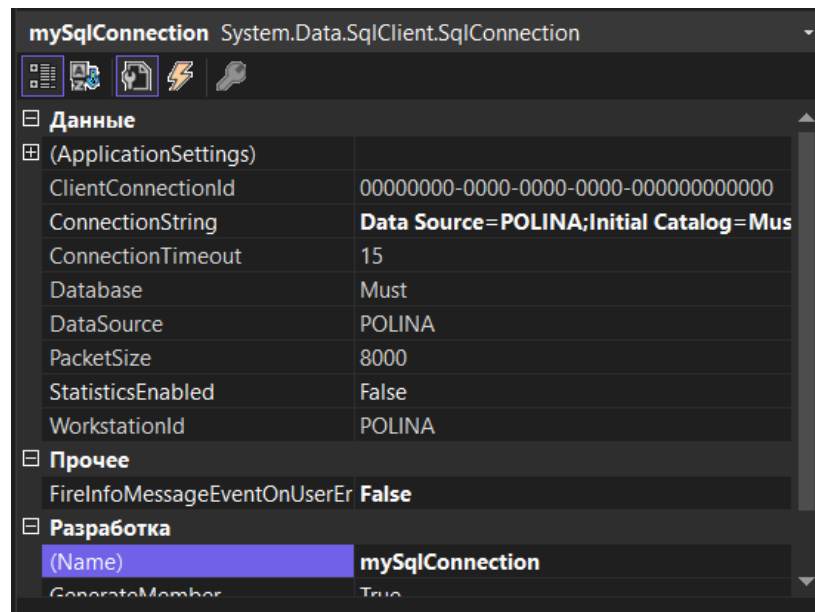 mySqlConnection System.Data.SqlClient.SqlConnection
Данные
(ApplicationSettings)
ClientConnectionId 00000000-0000-0000-0000-000000000000
ConnectionString Data Source=POLINA;Initial Catalog=Mus
ConnectionTimeout 15
Database Must
DataSource POLINA
PacketSize 8000
StatisticsEnabled False
WorkstationId POLINA
Прочее
FireInfoMessageEventOnUserEr False
Разработка
(Name) mySqlConnection
GenerateMember True